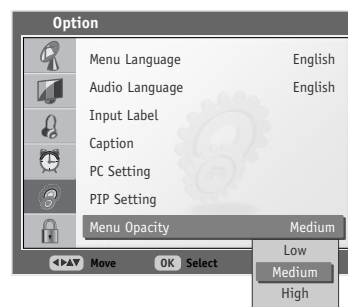 Option
Menu Language English
Audio Language English
Input Label
Caption
PC Setting
PIP Setting
Menu Opacity Medium
Move OK Select
Low
Medium
High